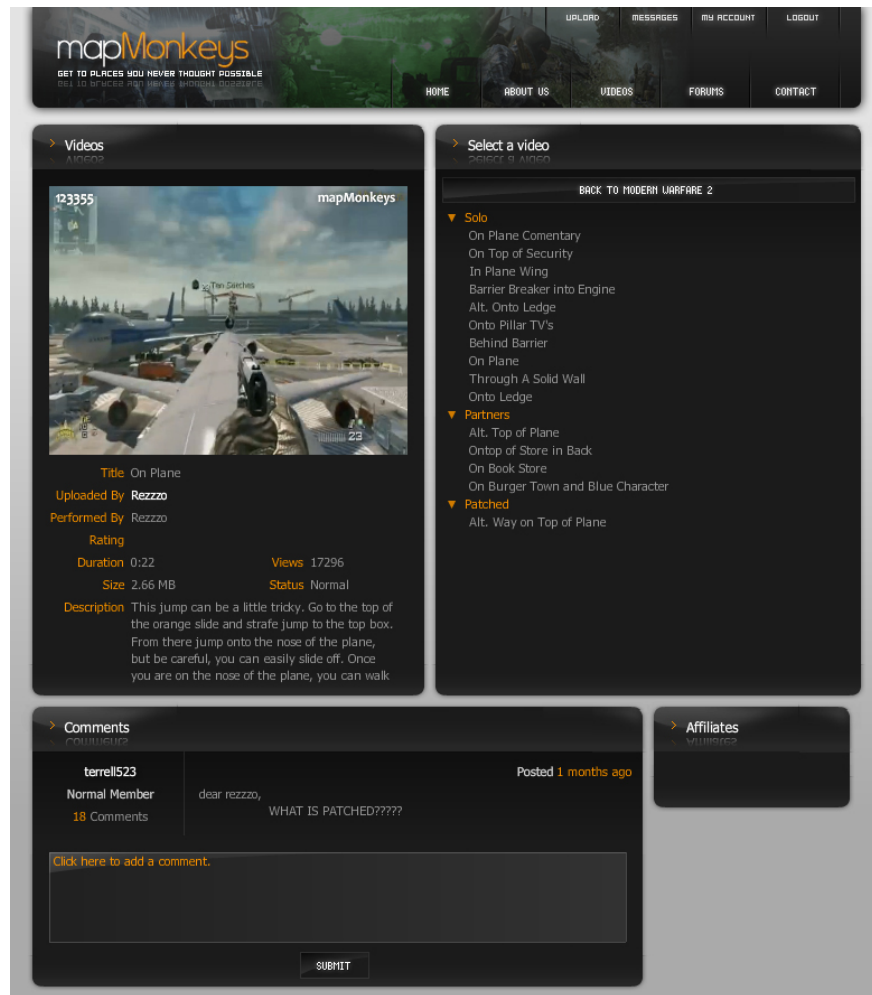 UPLOAD MESSAGES MY ACCOUNT LOGOUT
mapMonkeys
GET TO PLACES YOU NEVER THOUGHT POSSIBLE
HOME ABOUT US VIDEOS FORUMS CONTACT
Videos
123355 mapMonkeys
23
Title On Plane
Uploaded By Rezzzo
Performed By Rezzzo
Rating
Duration 0:22 Views 17296
Size 2.66 MB Status Normal
Description This jump can be a little tricky. Go to the top of
the orange slide and strafe jump to the top box.
From there jump onto the nose of the plane,
but be careful, you can easily slide off. Once
you are on the nose of the plane, you can walk
Select a video
BACK TO MODERN WARFARE 2
▼ Solo
On Plane Comentary
On Top of Security
In Plane Wing
Barrier Breaker into Engine
Alt. Onto Ledge
Onto Pillar TV's
Behind Barrier
On Plane
Through A Solid Wall
Onto Ledge
▼ Partners
Alt. Top of Plane
Ontop of Store in Back
On Book Store
On Burger Town and Blue Character
▼ Patched
Alt. Way on Top of Plane
Comments
terrell523 Posted 1 months ago
Normal Member
18 Comments
dear rezzzo,
WHAT IS PATCHED?????
Click here to add a comment.
SUBMIT
Affiliates